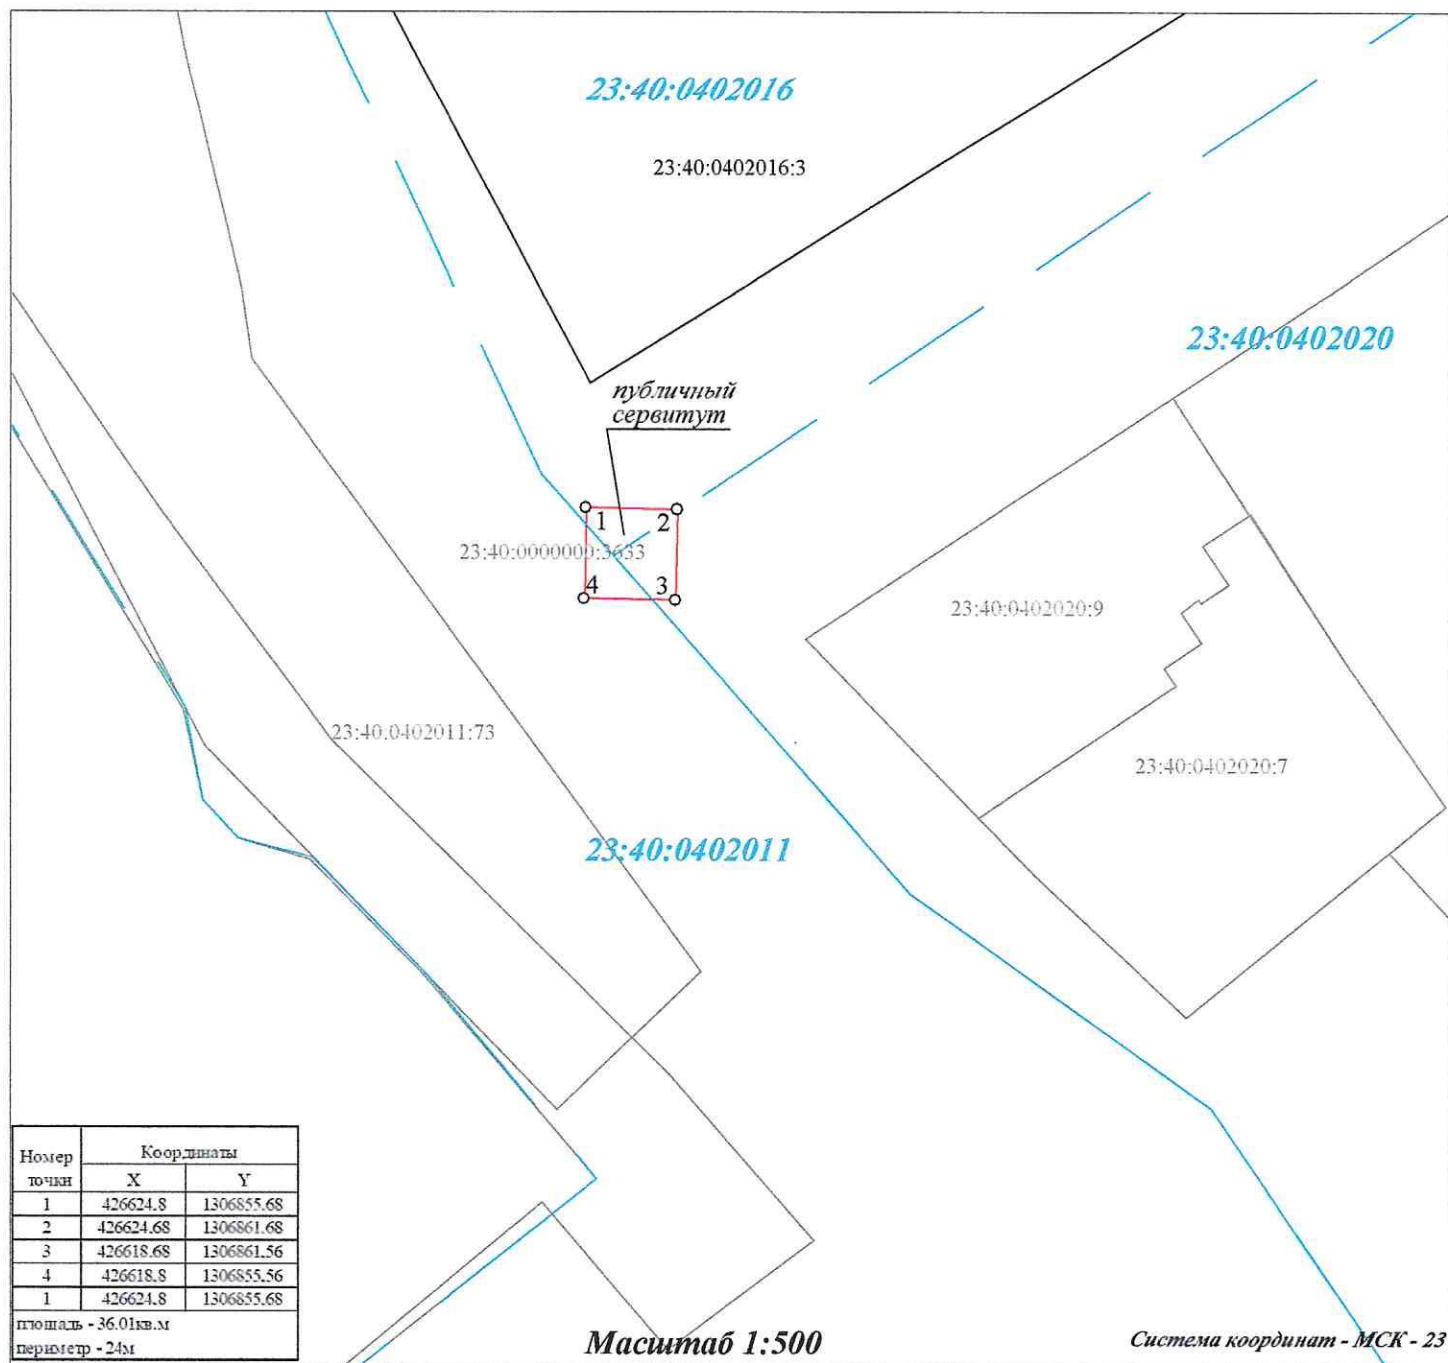 23:40:0402016
23:40:0402016:3
23:40:0402020
публичный
сервитут
1
2
23:40:0000000:3633
4
3
23:40:0402020:9
23:40:0402011:73
23:40:0402020:7
23:40:0402011
Номер точки Координаты
X Y
1 426624.8 1306855.68
2 426624.68 1306861.68
3 426618.68 1306861.56
4 426618.8 1306855.56
1 426624.8 1306855.68
площадь - 36.01кв.м
периметр - 24м
Масштаб 1:500
Система координат - МСК - 23